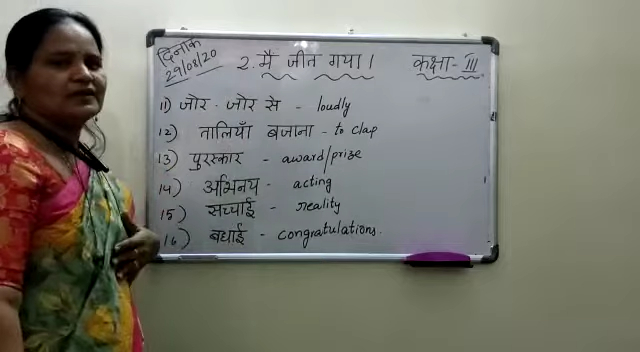 दिनांक
29/08/20
2. मैं जीत गया । कक्षा - III
11) जोर - जोर से - loudly
12) तालियाँ बजाना - to clap
13) पुरस्कार - award/prize
14) अभिनय - acting
15) सच्चाई - reality
16) बधाई - congratulations.